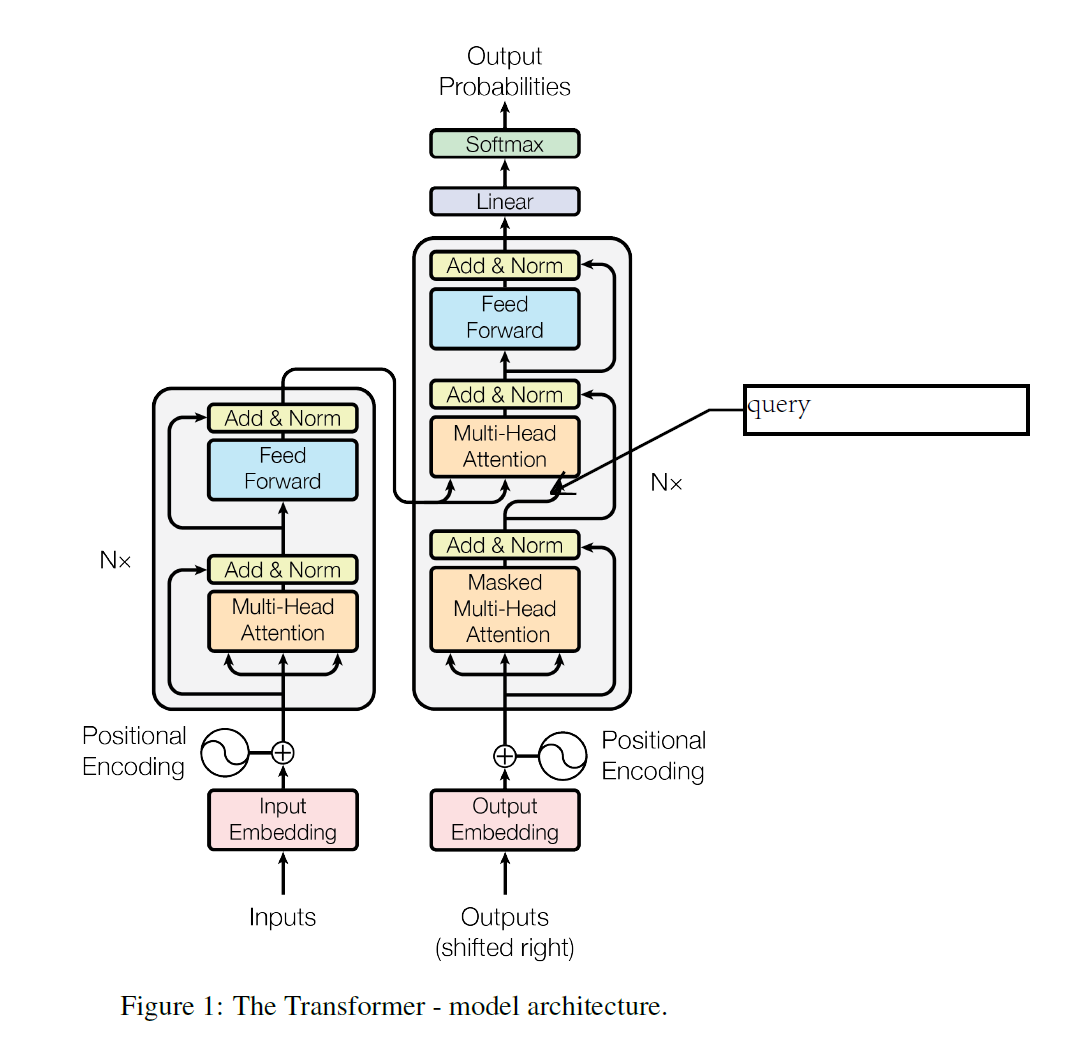 Output
Probabilities
Softmax
Linear
Add & Norm
Feed
Forward
Add & Norm
Multi-Head
Attention
query
N×
Add & Norm
Masked
Multi-Head
Attention
Add & Norm
Feed
Forward
N×
Add & Norm
Multi-Head
Attention
Positional
Encoding
Positional
Encoding
Input
Embedding
Output
Embedding
Inputs
Outputs
(shifted right)
Figure 1: The Transformer - model architecture.